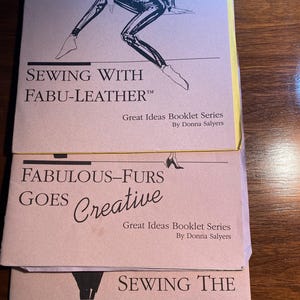 SEWING WITH
FABU-LEATHER™
Great Ideas Booklet Series
By Donna Salyers
FABULOUS-FURS
GOES Creative
Great Ideas Booklet Series
By Donna Salyers
SEWING THE